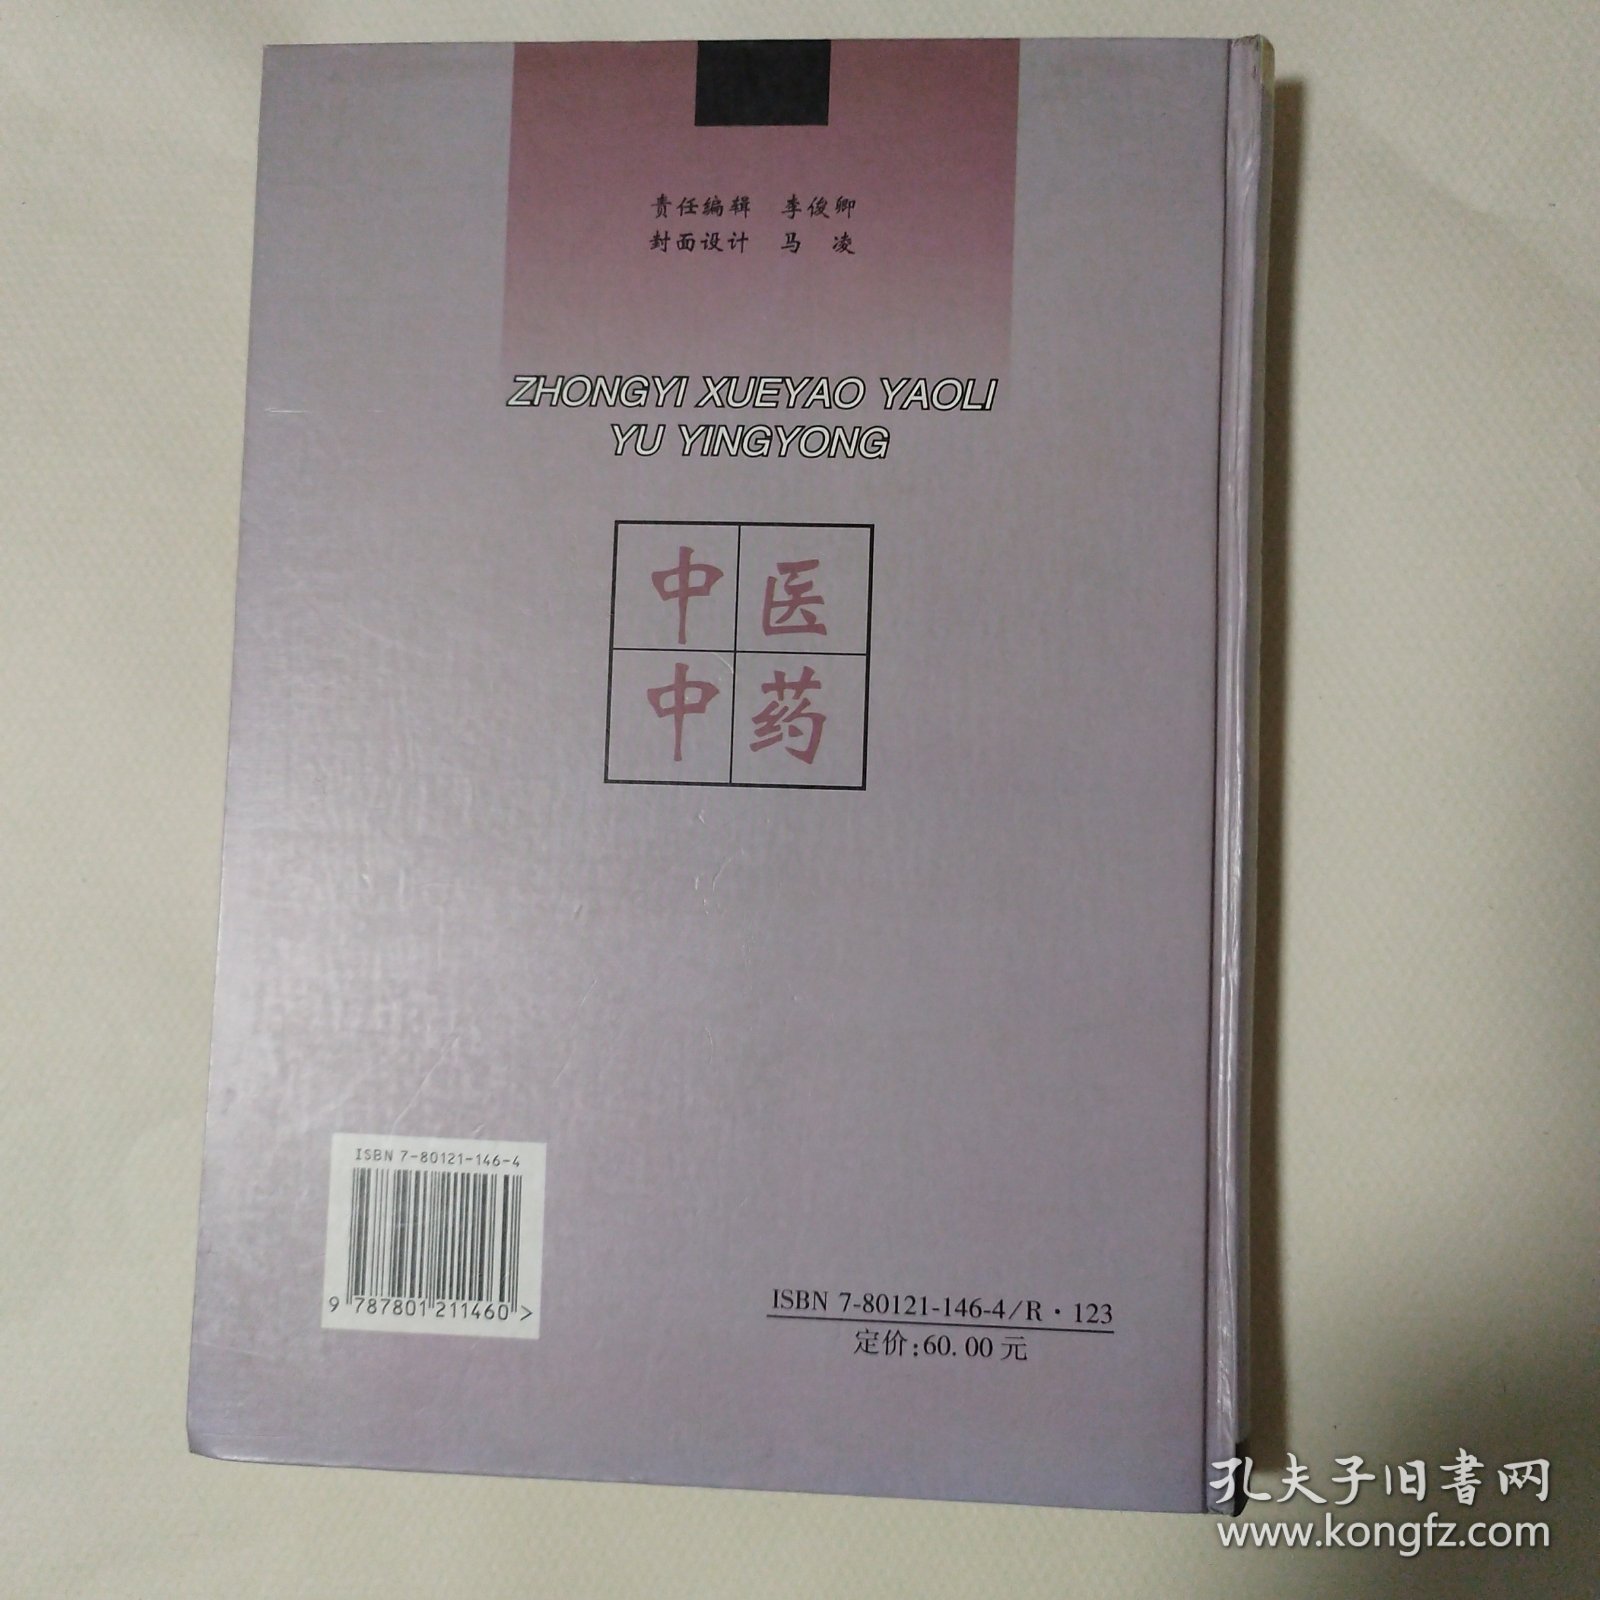 责任编辑 李俊卿
封面设计 马 凌
ZHONGYI XUEYAO YAOLI
YU YINGYONG
中医
中药
ISBN 7-80121-146-4
9 787801 211460 >
ISBN 7-80121-146-4/R·123
定价:60.00元
孔夫子旧書网
www.kongfz.com